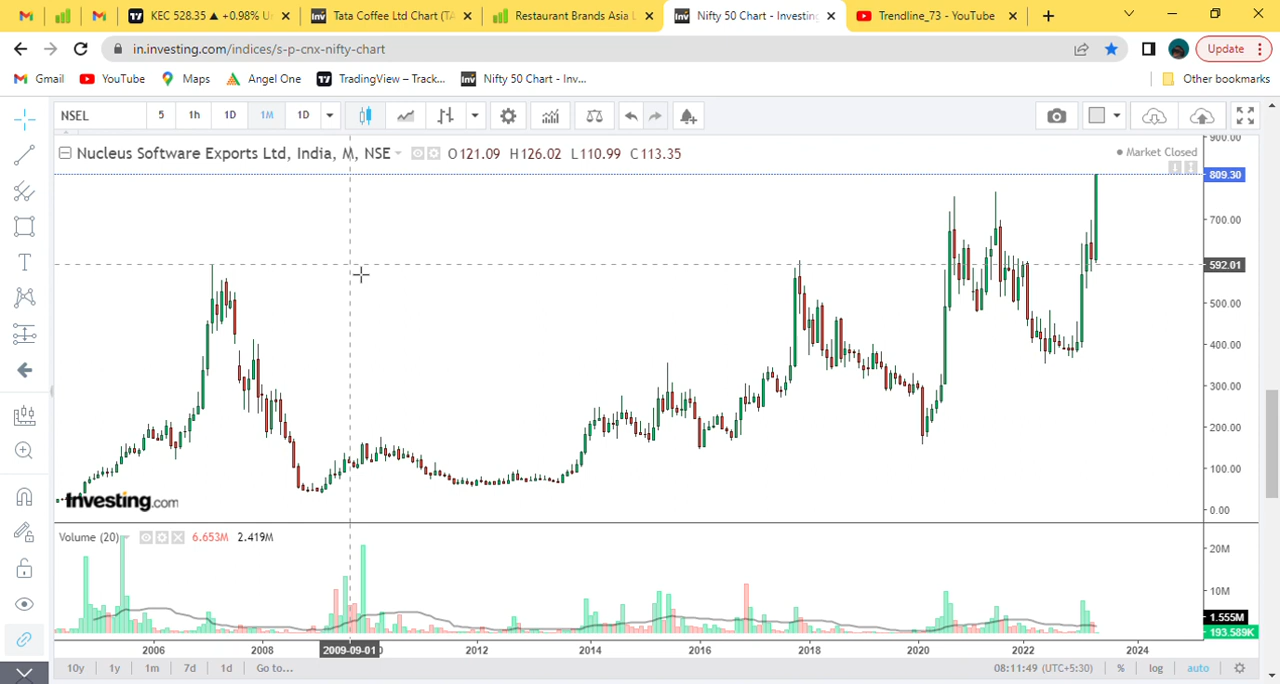 KEC 528.35 ▲ +0.98% U
Tata Coffee Ltd Chart (TA
Restaurant Brands Asia L
Nifty 50 Chart - Investin
Trendline_73 - YouTube
in.investing.com/indices/s-p-cnx-nifty-chart
Update
Gmail
YouTube
Maps
Angel One
TradingView – Track...
Nifty 50 Chart - Inv...
Other bookmarks
NSEL
5
1h
1D
1M
1D
Nucleus Software Exports Ltd, India, M, NSE
O121.09 H126.02 L110.99 C113.35
Market Closed
900.00
809.30
700.00
592.01
500.00
400.00
300.00
200.00
100.00
0.00
Investing.com
Volume (20)
6.653M 2.419M
20M
10M
1.555M
193.589K
2006
2008
2009-09-01
2012
2014
2016
2018
2020
2022
2024
10y
1y
1m
7d
1d
Go to...
08:11:49 (UTC+5:30)
%
log
auto